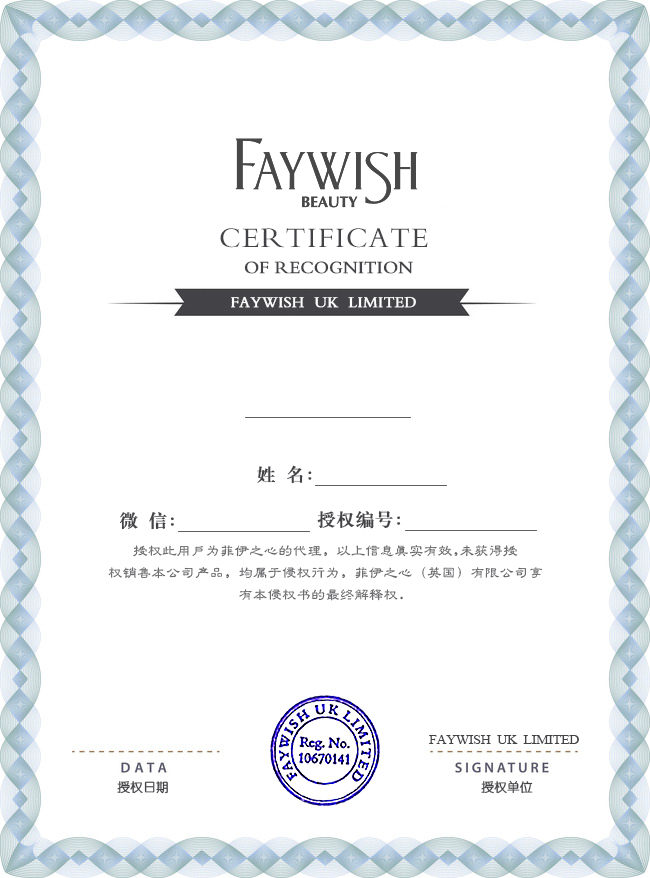 FAYWISH
BEAUTY
CERTIFICATE
OF RECOGNITION
FAYWISH UK LIMITED
姓 名:
微 信: 授权编号:
授权此用戶为菲伊之心的代理，以上信息真实有效,未获得授
权销售本公司产品，均属于侵权行为，菲伊之心（英国）有限公司享
有本侵权书的最终解释权.
FAYWISH UK LIMITED
Reg. No.
10670141
FAYWISH UK LIMITED
DATA
SIGNATURE
授权日期
授权单位